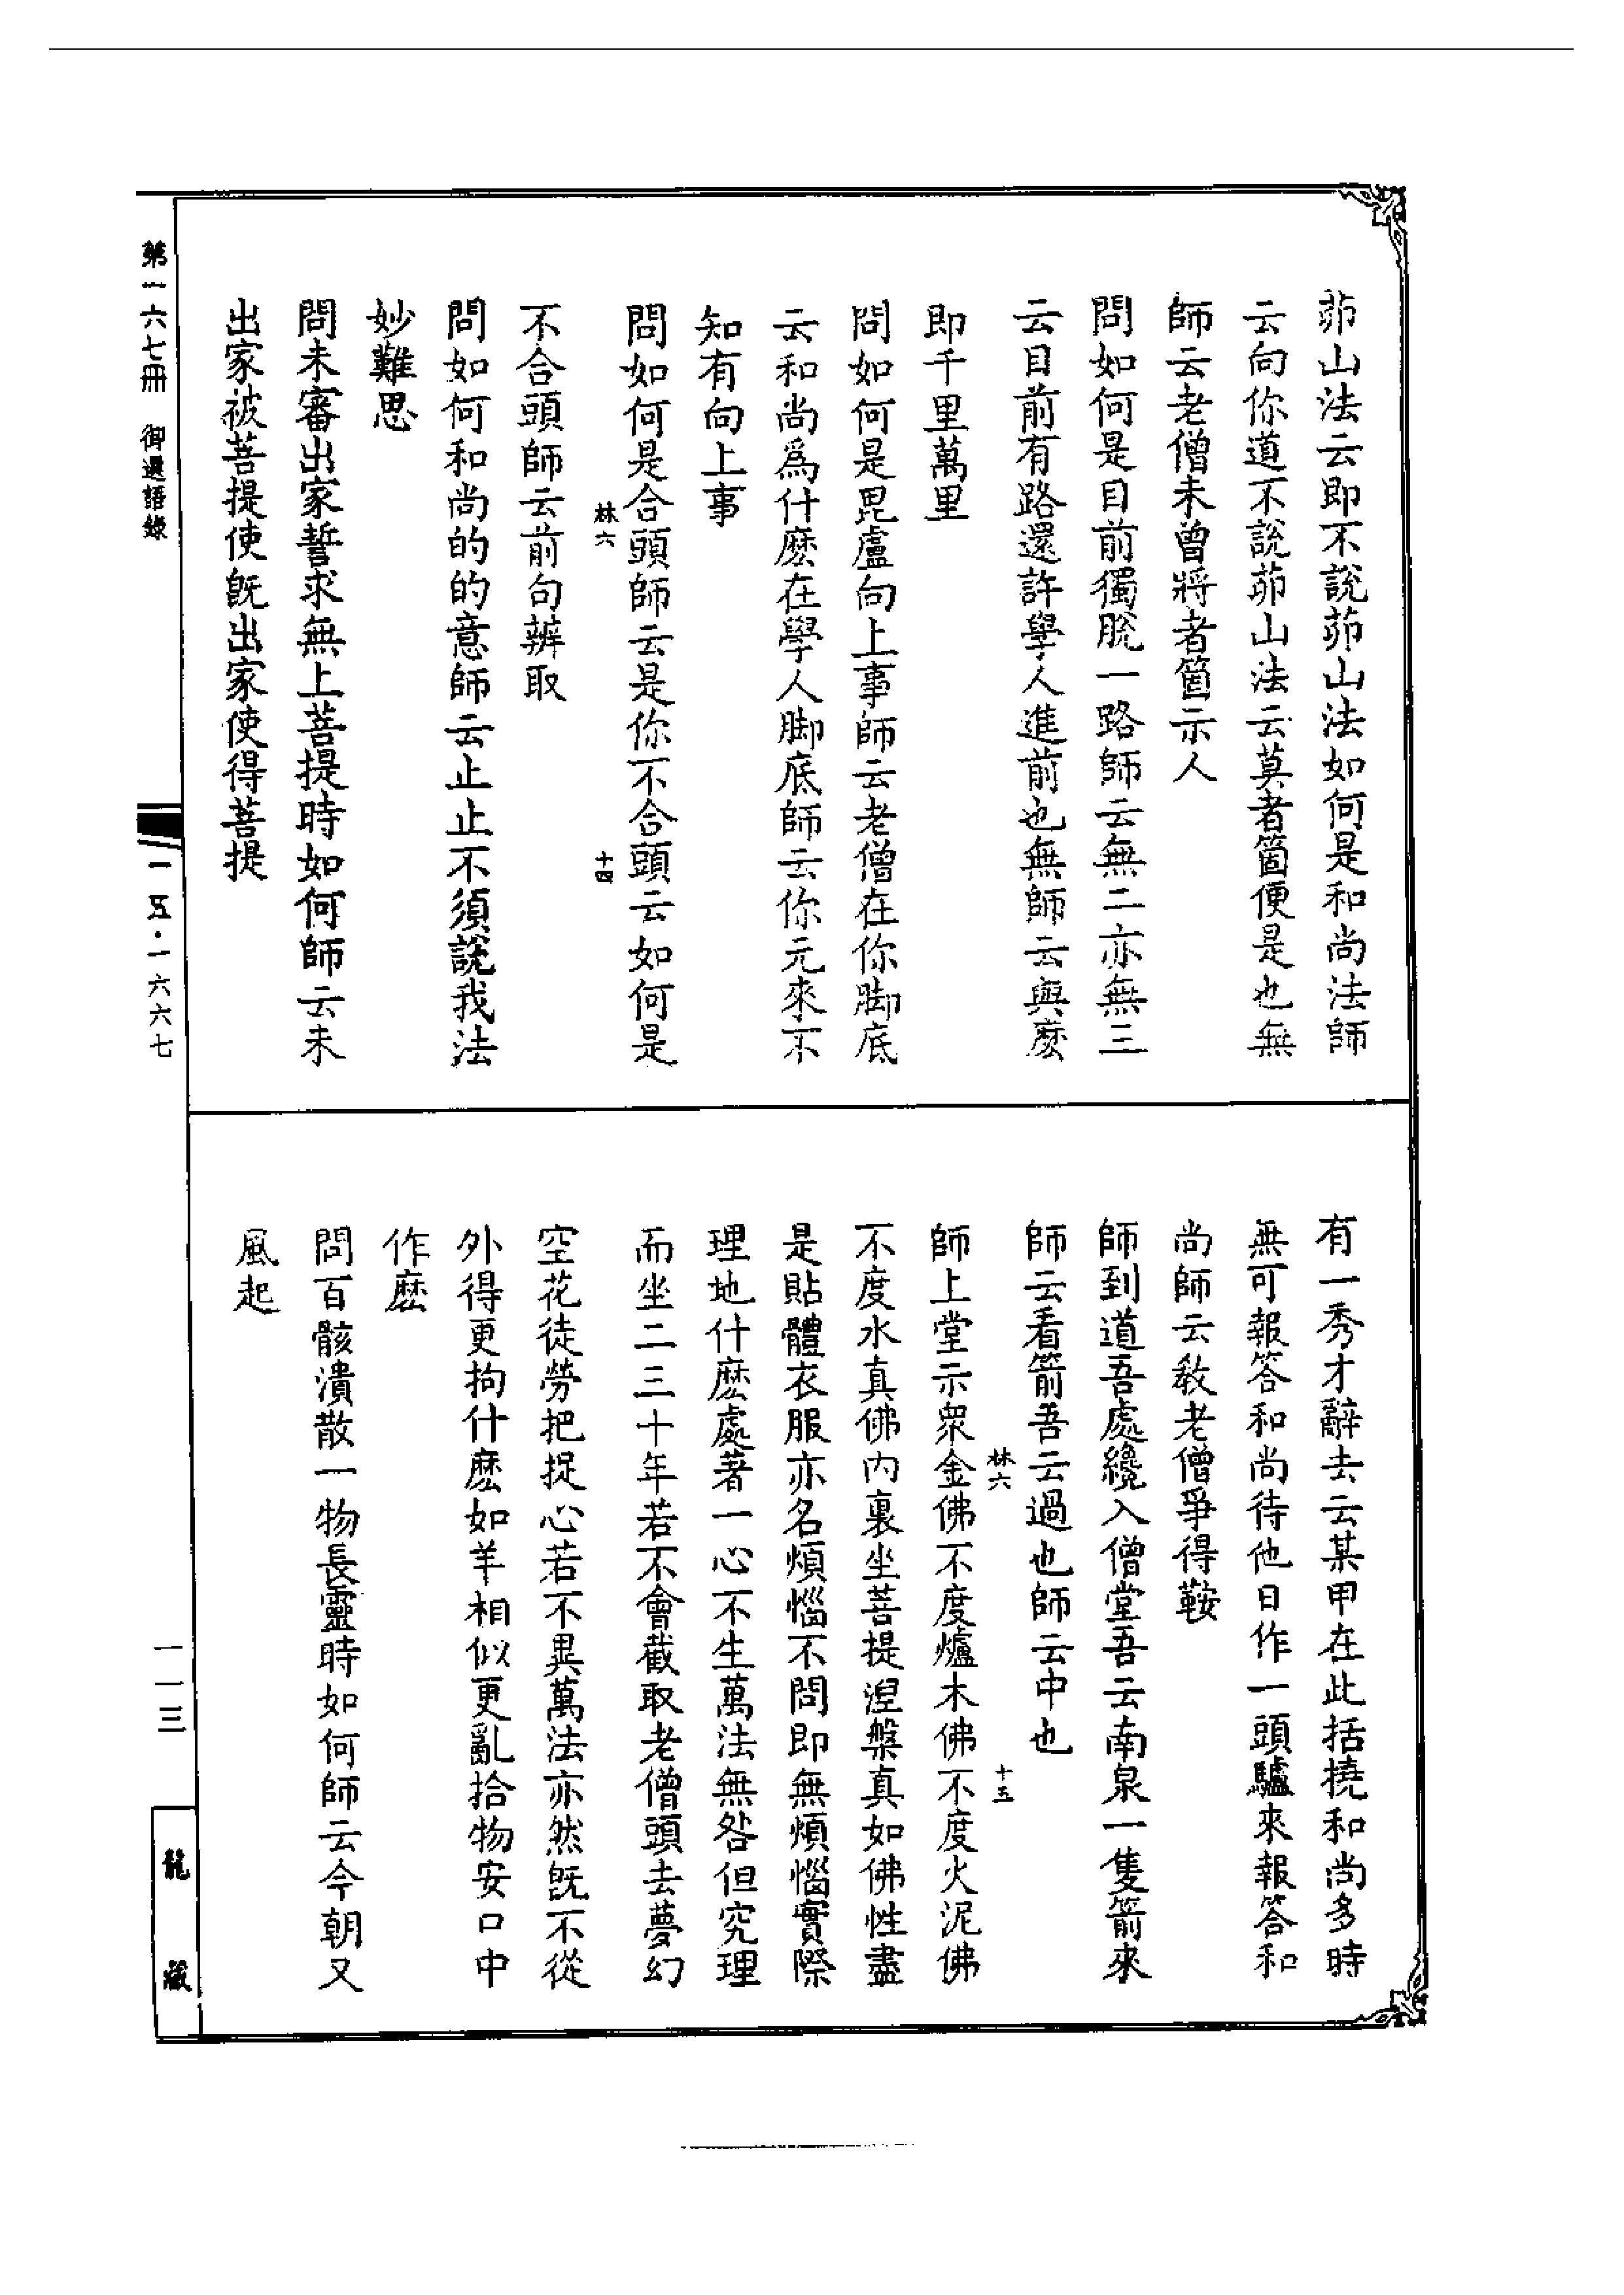 茆山法云即不說茆山法如何是和尚法師
云向你道不說茆山法云莫者箇便是也無
師云老僧未曾將者箇示人
問如何是目前獨脫一路師云無二亦無三
云目前有路還許學人進前也無師云與麼
即千里萬里
問如何是毘盧向上事師云老僧在你脚底
云和尚爲什麼在學人脚底師云你元來不
知有向上事
問如何是合頭師云是你不合頭云如何是
林六 十四
不合頭師云前句辨取
問如何和尚的的意師云止止不須說我法
妙難思
問未審出家誓求無上菩提時如何師云未
出家被菩提使既出家使得菩提
有一秀才辭去云某甲在此括撓和尚多時
無可報答和尚待他日作一頭驢來報答和
尚師云教老僧爭得鞍
師到道吾處纔入僧堂吾云南泉一隻箭來
師云看箭吾云過也師云中也
林六 十五
師上堂示衆金佛不度爐木佛不度火泥佛
不度水真佛內裏坐菩提涅槃真如佛性盡
是貼體衣服亦名煩惱不問即無煩惱實際
理地什麼處著一心不生萬法無咎但究理
而坐二三十年若不會截取老僧頭去夢幻
空花徒勞把捉心若不異萬法亦然既不從
外得更拘什麼如羊相似更亂拾物安口中
作麼
問百骸潰散一物長靈時如何師云今朝又
風起
第一六七冊 御選語錄
一五·一六六七
一一三
龍藏